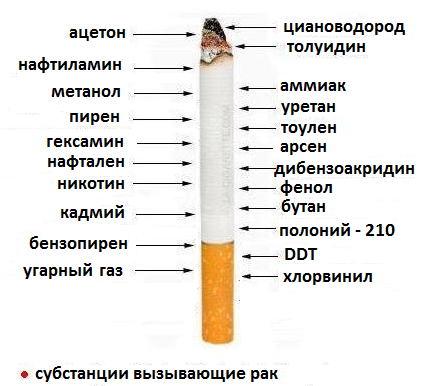 ацетон
нафтиламин
метанол
пирен
гексамин
нафтален
никотин
кадмий
бензопирен
угарный газ
циановодород
толуидин
аммиак
уретан
тоулен
арсен
дибензоакридин
фенол
бутан
полоний - 210
DDT
хлорвинил
• субстанции вызывающие рак